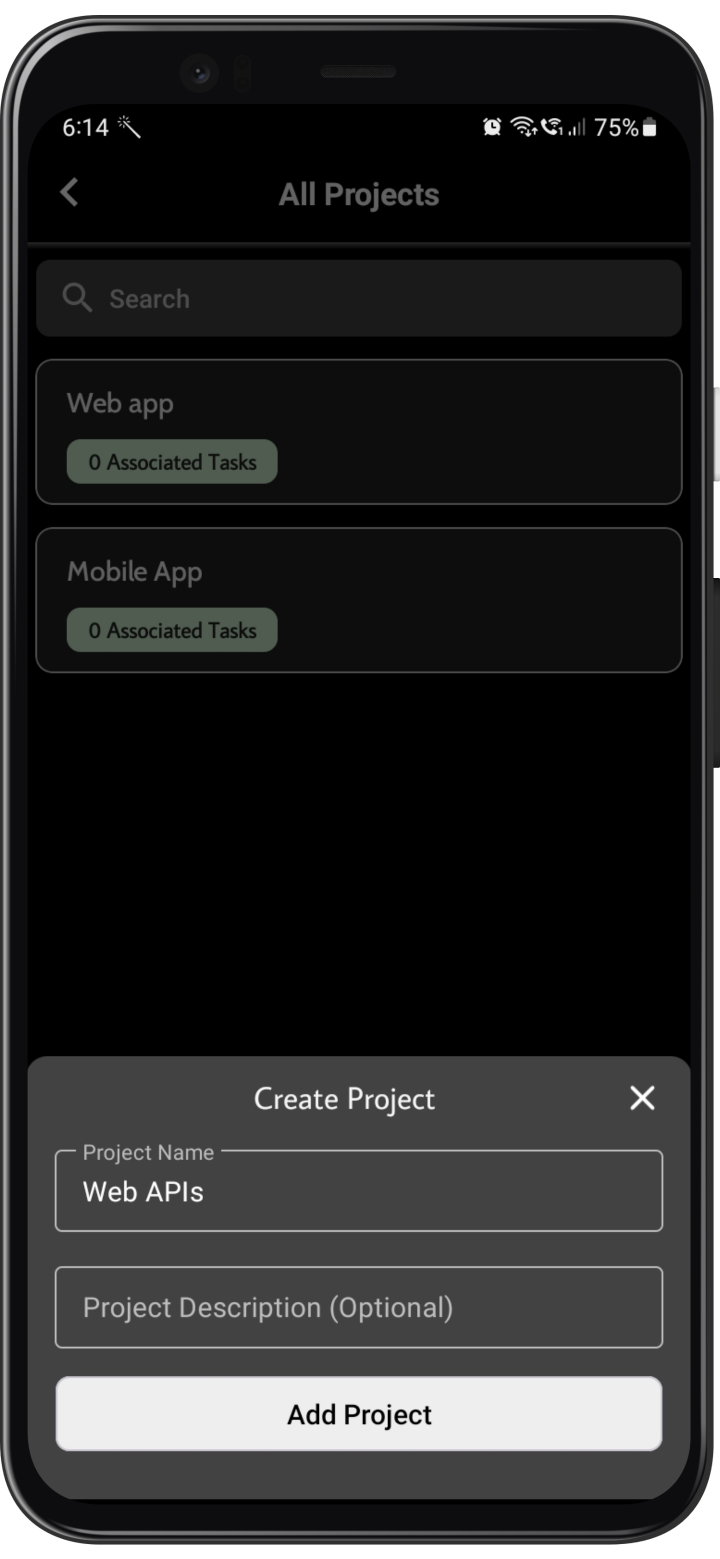 6:14 75%
All Projects
Search
Web app
0 Associated Tasks
Mobile App
0 Associated Tasks
Create Project
Project Name
Web APIs
Project Description (Optional)
Add Project